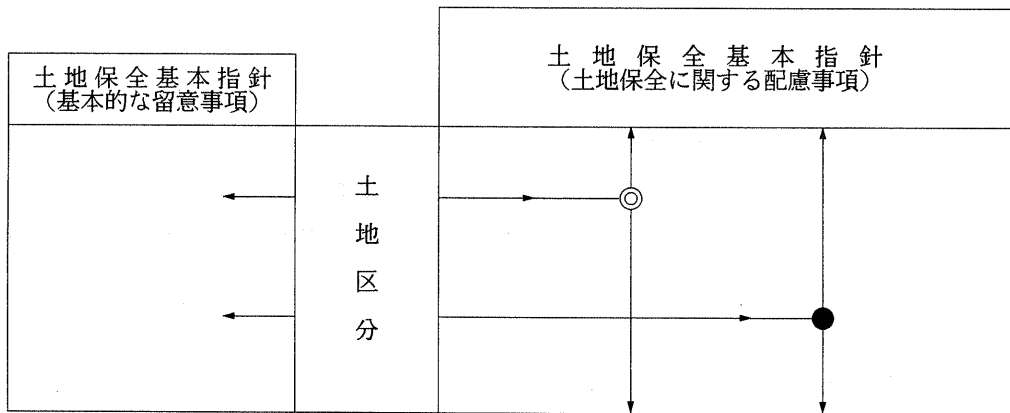 土地保全基本指針
（基本的な留意事項）
土地保全基本指針
（土地保全に関する配慮事項）
土
地
区
分